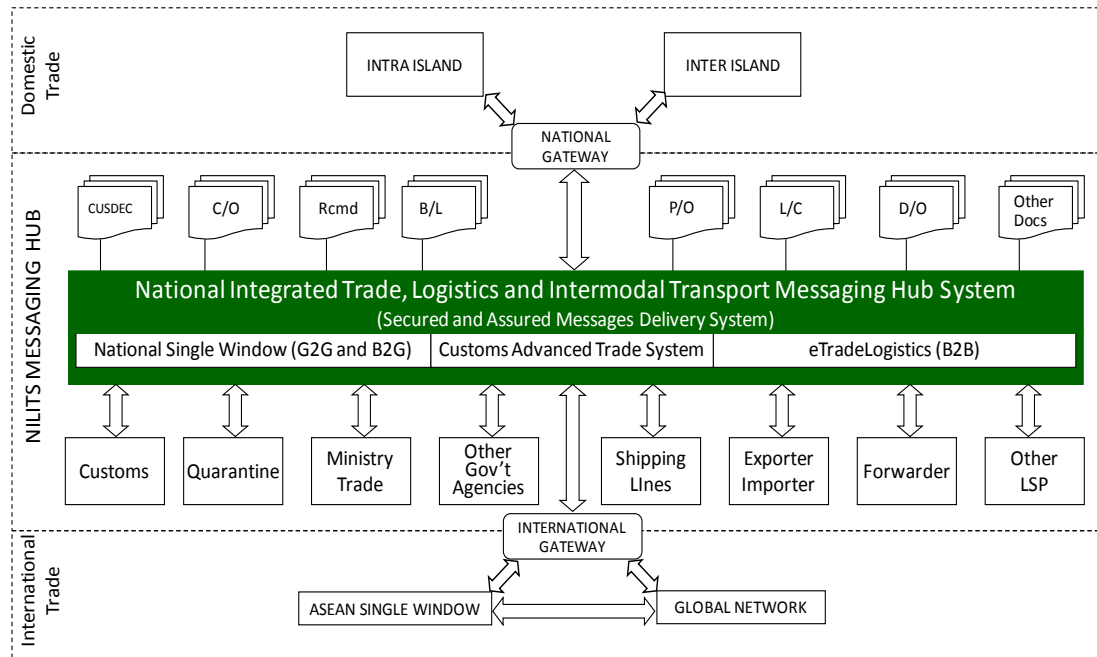 Domestic
Trade
INTRA ISLAND
INTER ISLAND
NATIONAL
GATEWAY
NILITS MESSAGING HUB
CUSDEC
C/O
Rcmd
B/L
P/O
L/C
D/O
Other
Docs
National Integrated Trade, Logistics and Intermodal Transport Messaging Hub System
(Secured and Assured Messages Delivery System)
National Single Window (G2G and B2G)
Customs Advanced Trade System
eTradeLogistics (B2B)
Customs
Quarantine
Ministry
Trade
Other
Gov't
Agencies
Shipping
LInes
Exporter
Importer
Forwarder
Other
LSP
International
Trade
INTERNATIONAL
GATEWAY
ASEAN SINGLE WINDOW
GLOBAL NETWORK